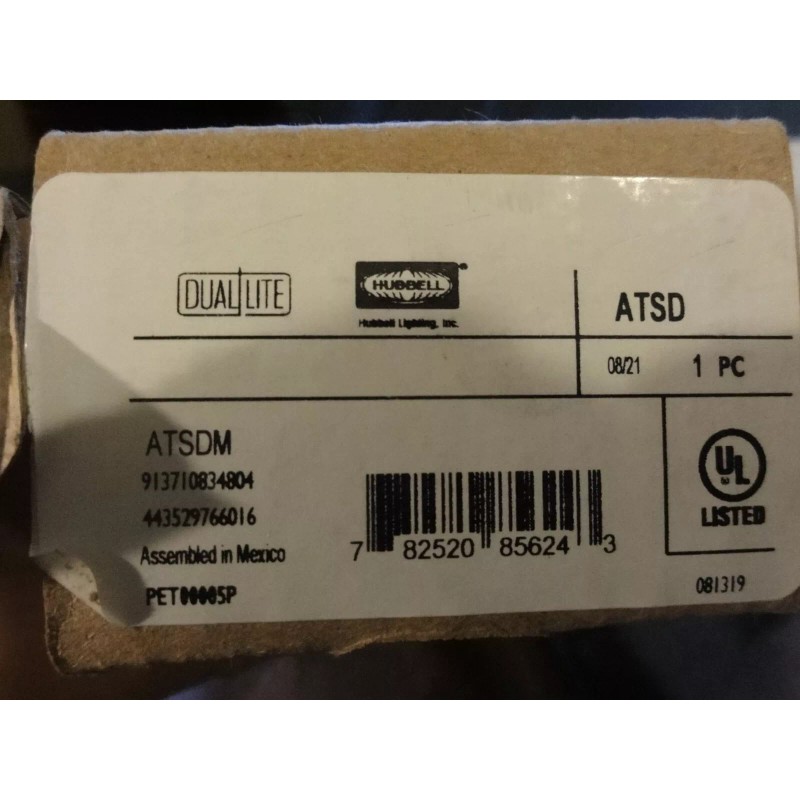 DUAL LITE
HUBBELL
Hubbell Lighting, Inc.
ATSD
08/21 1 PC
ATSDM
913710834804
443529766016
Assembled in Mexico
PET00005P
7 82520 85624 3
UL
LISTED
081319